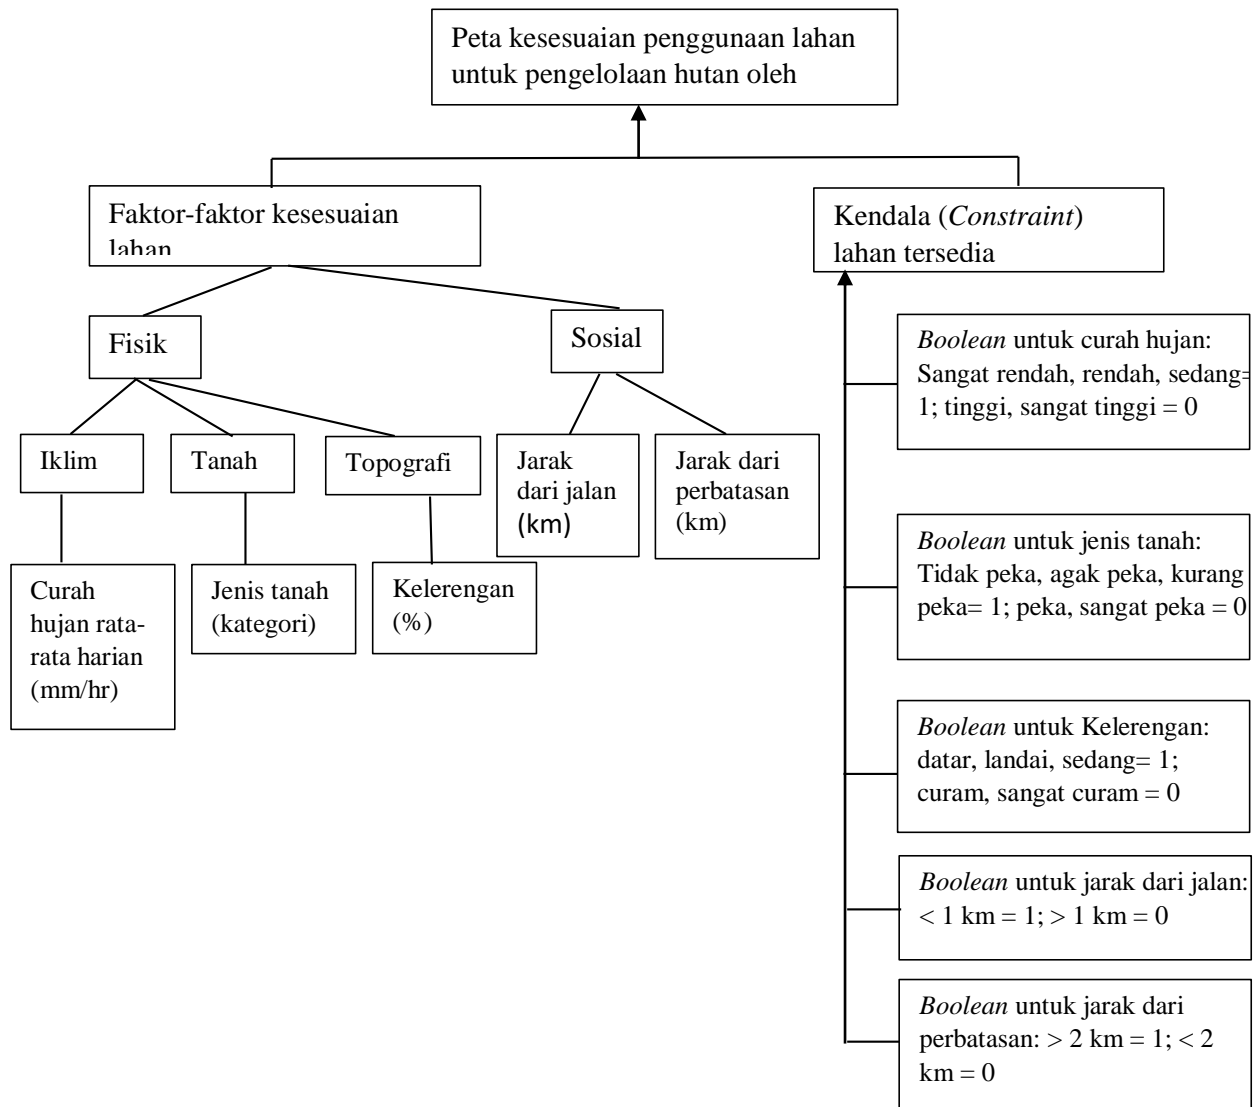 Peta kesesuaian penggunaan lahan
untuk pengelolaan hutan oleh
Faktor-faktor kesesuaian
lahan
Kendala (Constraint)
lahan tersedia
Fisik
Sosial
Iklim
Tanah
Topografi
Jarak
dari jalan
(km)
Jarak dari
perbatasan
(km)
Curah
hujan rata-
rata harian
(mm/hr)
Jenis tanah
(kategori)
Kelerengan
(%)
Boolean untuk curah hujan:
Sangat rendah, rendah, sedang=
1; tinggi, sangat tinggi = 0
Boolean untuk jenis tanah:
Tidak peka, agak peka, kurang
peka= 1; peka, sangat peka = 0
Boolean untuk Kelerengan:
datar, landai, sedang= 1;
curam, sangat curam = 0
Boolean untuk jarak dari jalan:
< 1 km = 1; > 1 km = 0
Boolean untuk jarak dari
perbatasan: > 2 km = 1; < 2
km = 0